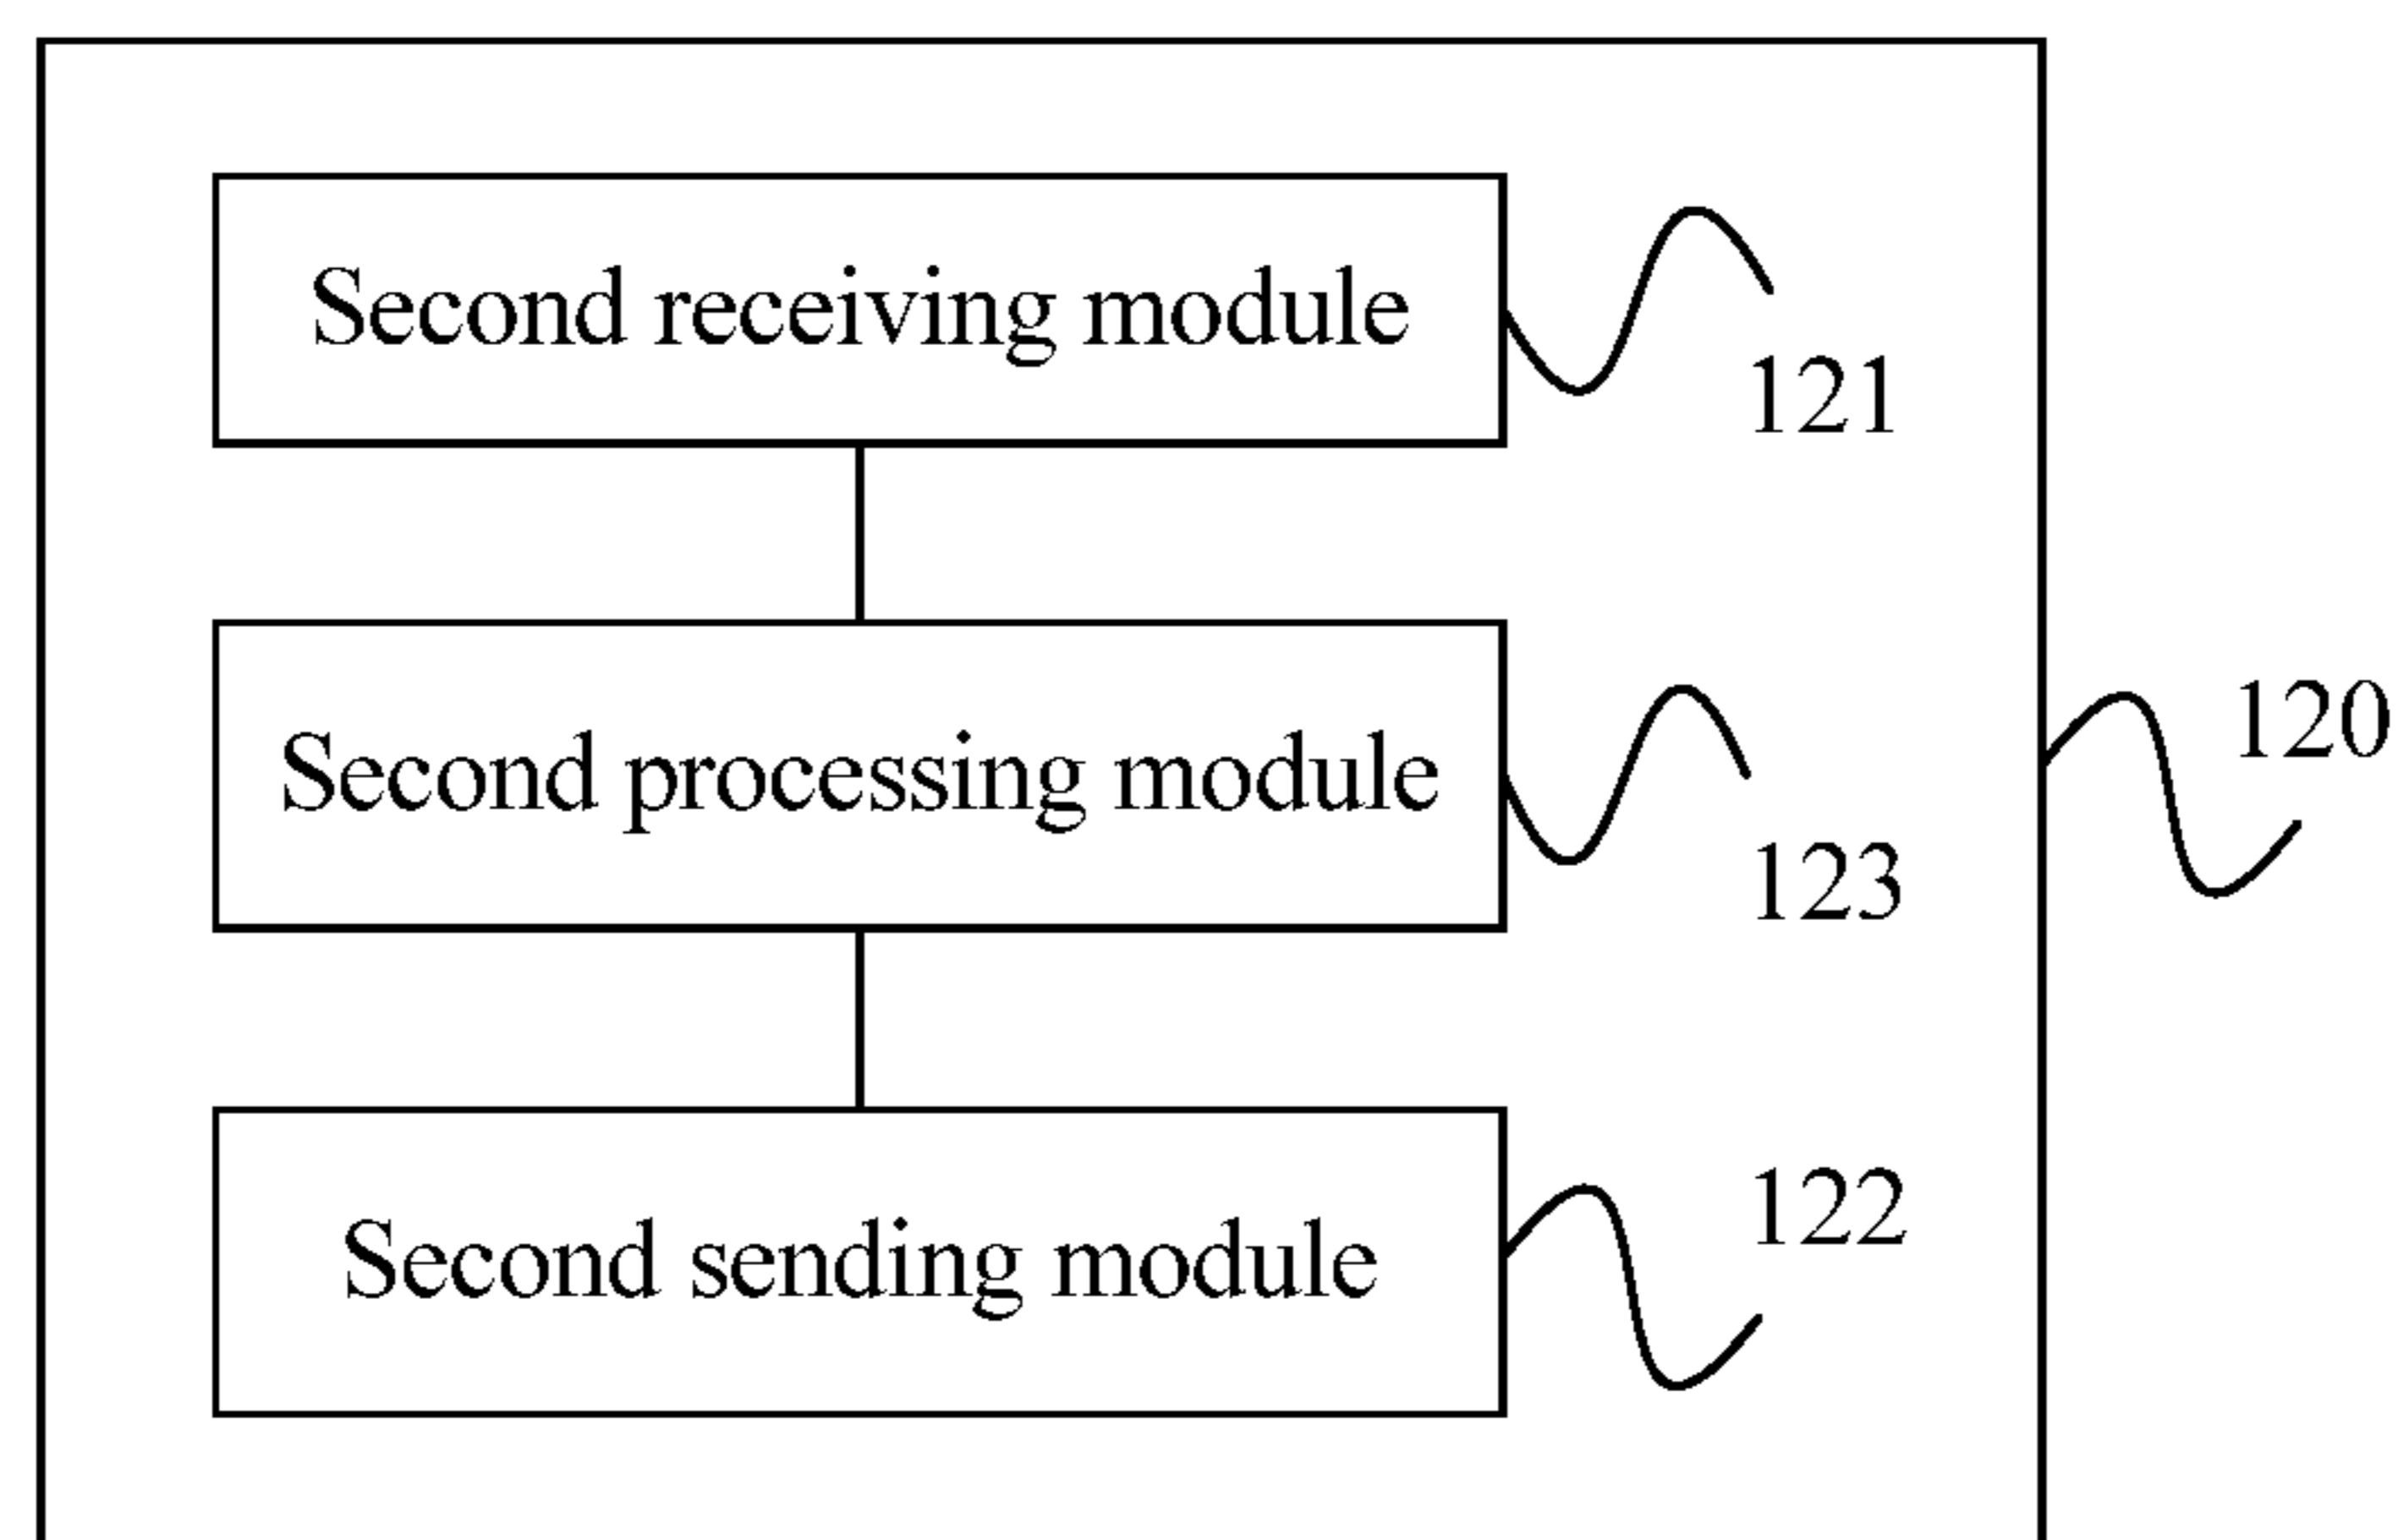 Second receiving module
121
Second processing module
123
120
Second sending module
122